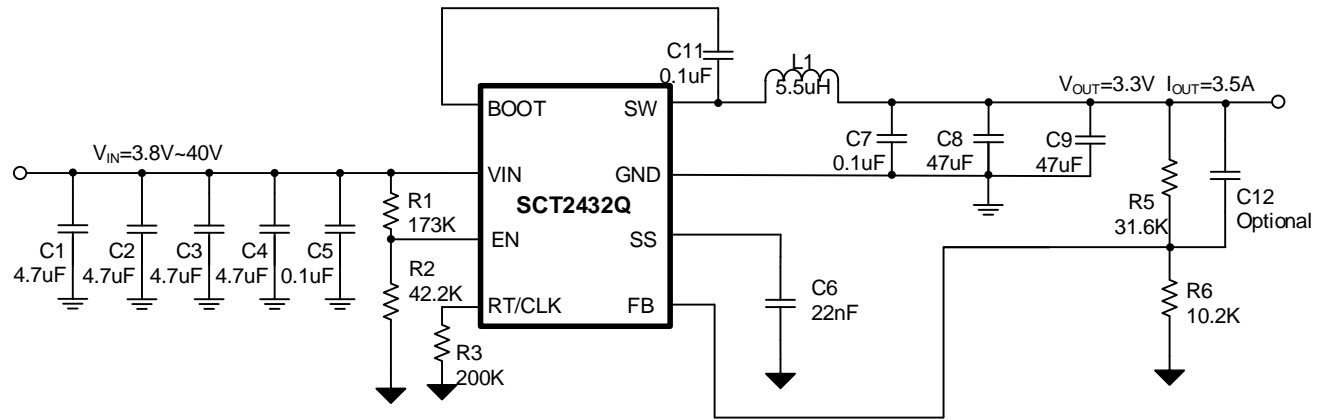 C11
0.1uF
L1
5.5uH
BOOT
SW
VOUT=3.3V IOUT=3.5A
VIN=3.8V~40V
VIN
GND
SCT2432Q
C7
0.1uF
C8
47uF
C9
47uF
R1
173K
EN
SS
R5
31.6K
C12
Optional
C1
4.7uF
C2
4.7uF
C3
4.7uF
C4
4.7uF
C5
0.1uF
R2
42.2K
RT/CLK
FB
C6
22nF
R6
10.2K
R3
200K